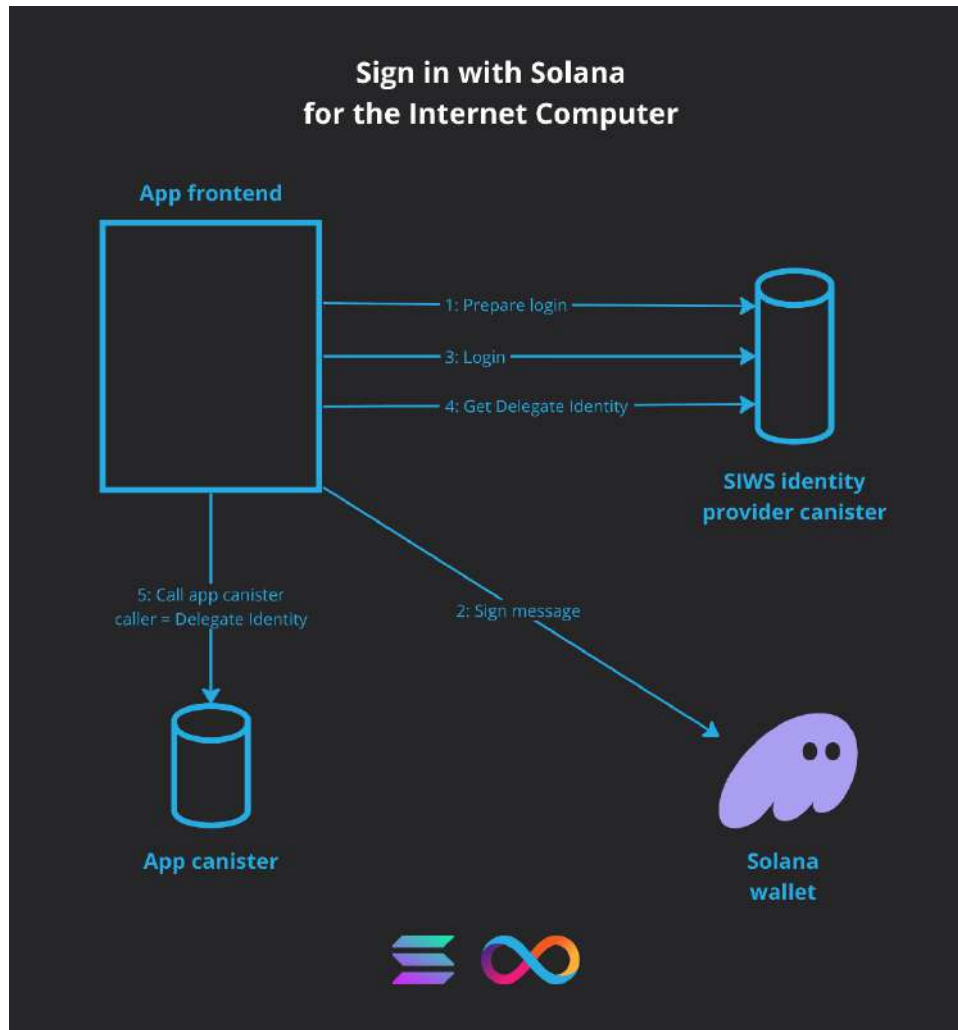 Sign in with Solana
for the Internet Computer
App frontend
1: Prepare login
3: Login
4: Get Delegate Identity
SIWS identity
provider canister
5: Call app canister
caller = Delegate Identity
2: Sign message
App canister
Solana
wallet